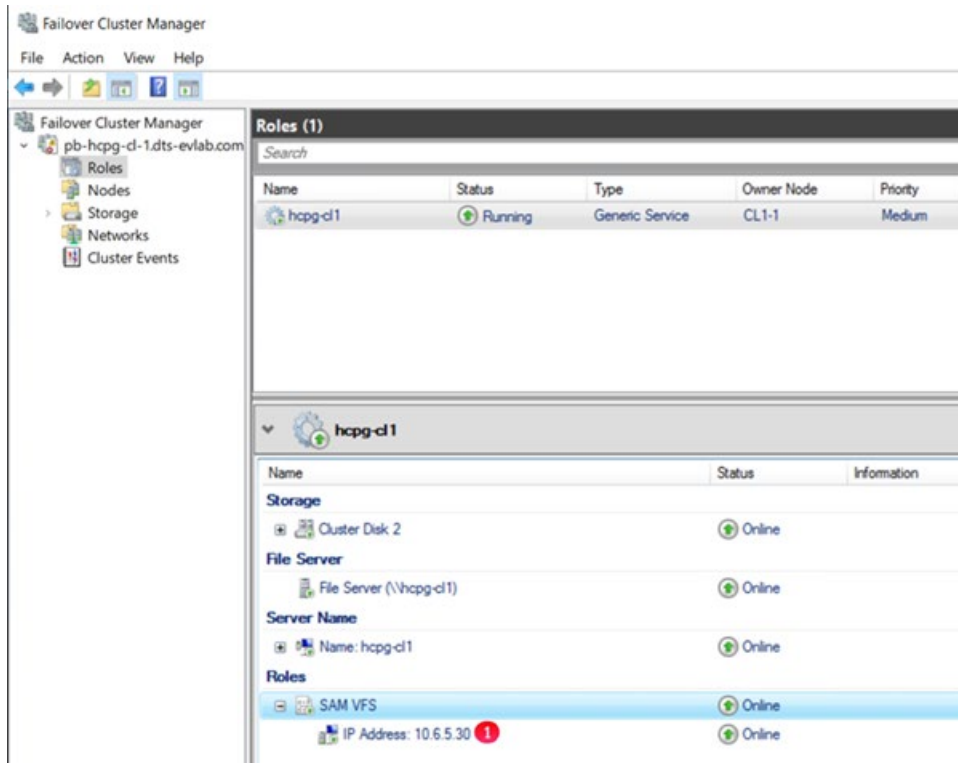 Failover Cluster Manager
File Action View Help
Failover Cluster Manager
pb-hcpg-cl-1.dts-evlab.com
Roles
Nodes
Storage
Networks
Cluster Events
Roles (1)
Search
Name Status Type Owner Node Priority
hcpg-cl1 Running Generic Service CL1-1 Medium
hcpg-cl1
Name Status Information
Storage
Cluster Disk 2 Online
File Server
File Server (\\hcpg-cl1) Online
Server Name
Name: hcpg-cl1 Online
Roles
SAM VFS Online
IP Address: 10.6.5.30 1 Online